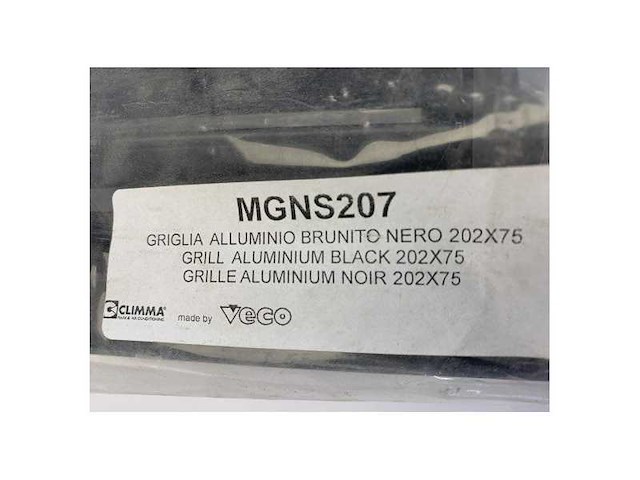 MGNS207
GRIGLIA ALLUMINIO BRUNITO NERO 202X75
GRILL ALUMINIUM BLACK 202X75
GRILLE ALUMINIUM NOIR 202X75
CLIMMA
made by Veco